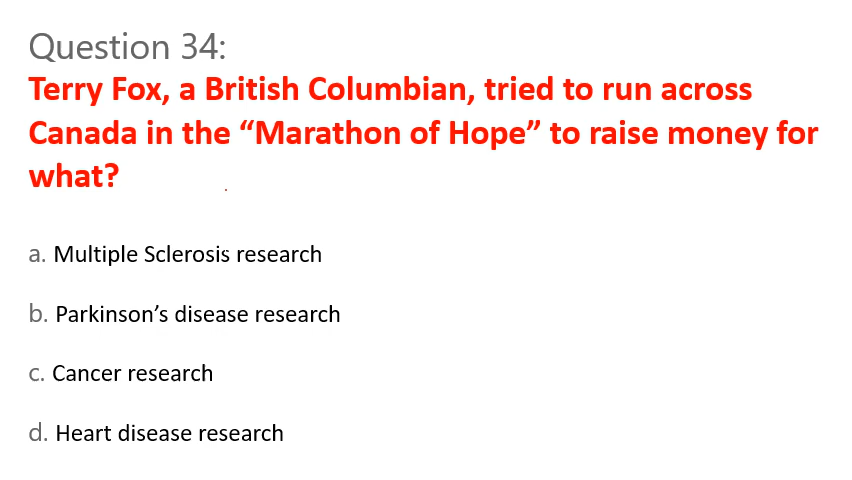 Question 34:
Terry Fox, a British Columbian, tried to run across
Canada in the “Marathon of Hope” to raise money for
what?
a. Multiple Sclerosis research
b. Parkinson’s disease research
c. Cancer research
d. Heart disease research